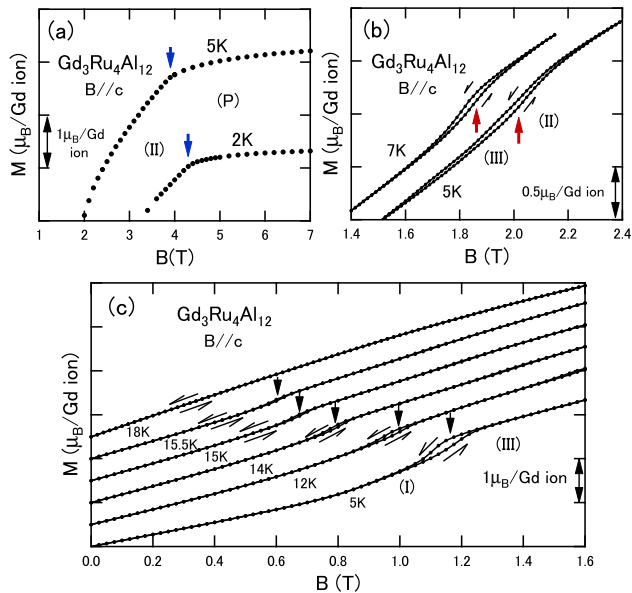 (a)
5K
Gd3Ru4Al12
B//c
(P)
1μB/Gd
ion
(II)
2K
M (μB/Gd ion)
1 2 3 4 5 6 7
B(T)
(b)
Gd3Ru4Al12
B//c
(II)
(III)
7K
5K
0.5μB/Gd ion
M (μB/Gd ion)
1.4 1.6 1.8 2.0 2.2 2.4
B (T)
(c)
Gd3Ru4Al12
B//c
18K
15.5K
15K
14K
12K
5K
(I)
(III)
1μB/Gd ion
M (μB/Gd ion)
0.0 0.2 0.4 0.6 0.8 1.0 1.2 1.4 1.6
B (T)